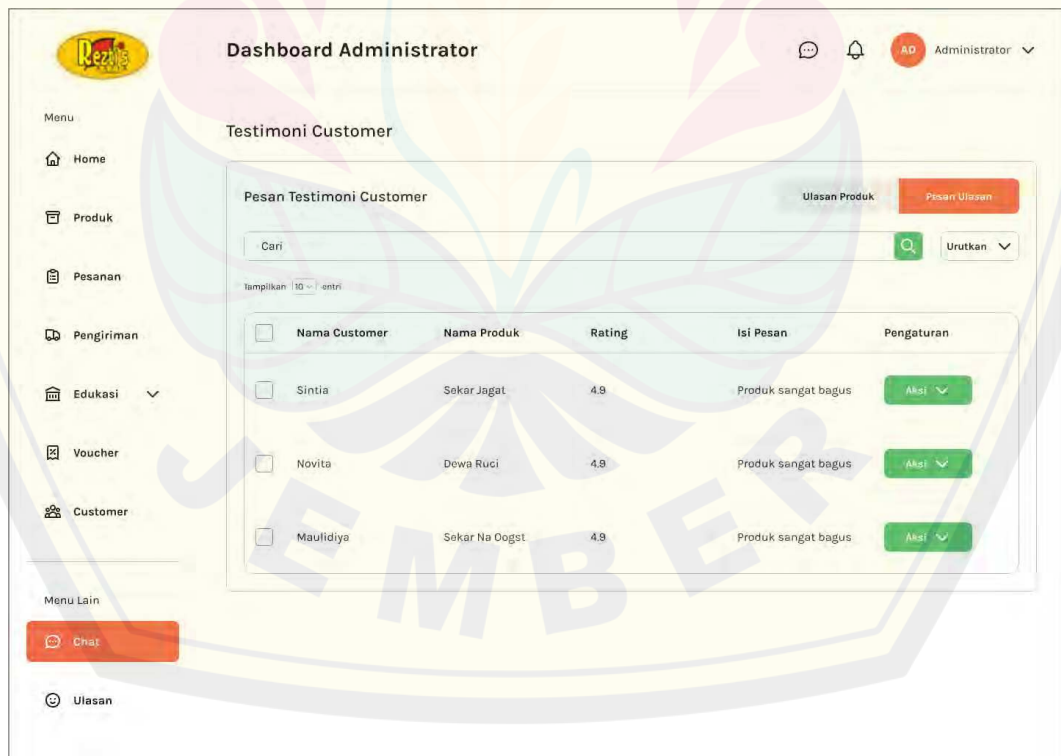 Rezti's
Dashboard Administrator
AD
Administrator
Menu
Home
Produk
Pesanan
Pengiriman
Edukasi
Voucher
Customer
Menu Lain
Chat
Ulasan
Testimoni Customer
Pesan Testimoni Customer
Ulasan Produk
Pesan Ulasan
Cari
Urutkan
Tampilkan 10 entri
Nama Customer Nama Produk Rating Isi Pesan Pengaturan
Sintia Sekar Jagat 4.9 Produk sangat bagus Aksi
Novita Dewa Ruci 4.9 Produk sangat bagus Aksi
Maulidiya Sekar Na Oogst 4.9 Produk sangat bagus Aksi
JEMBER